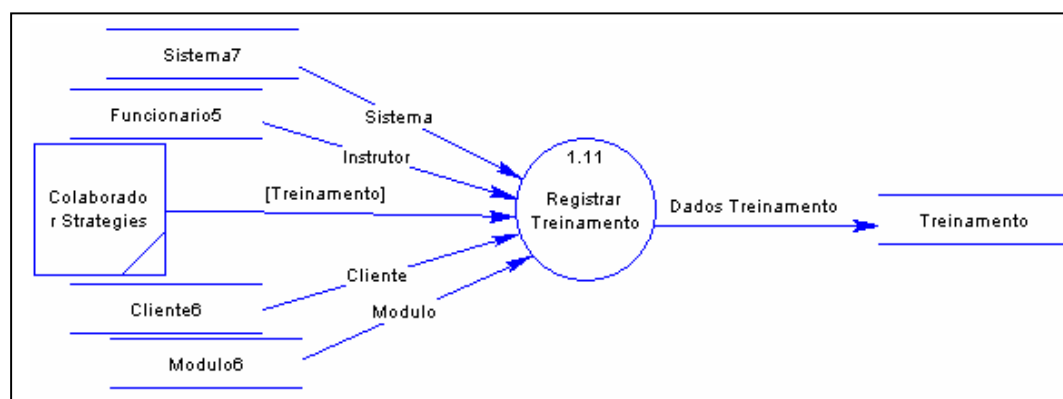 Sistema7
Sistema
Funcionario5
Instrutor
1.11
Registrar
Treinamento
[Treinamento]
Colaborado
r Strategies
Dados Treinamento
Treinamento
Cliente
Cliente6
Modulo
Modulo6